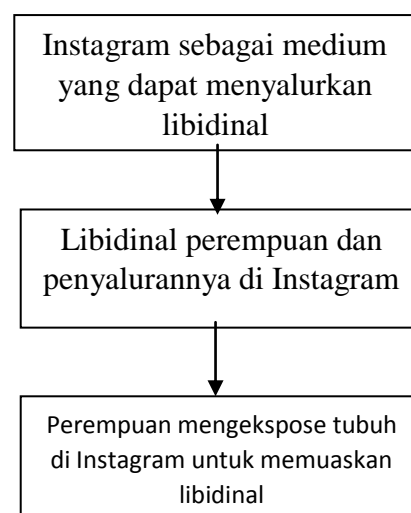 Instagram sebagai medium
yang dapat menyalurkan
libidinal
Libidinal perempuan dan
penyalurannya di Instagram
Perempuan mengekspose tubuh
di Instagram untuk memuaskan
libidinal